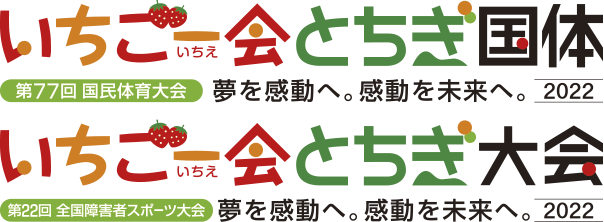 いちご一会とちぎ国体
いちえ
第77回 国民体育大会 夢を感動へ。感動を未来へ。 2022
いちご一会とちぎ大会
いちえ
第22回 全国障害者スポーツ大会 夢を感動へ。感動を未来へ。 2022